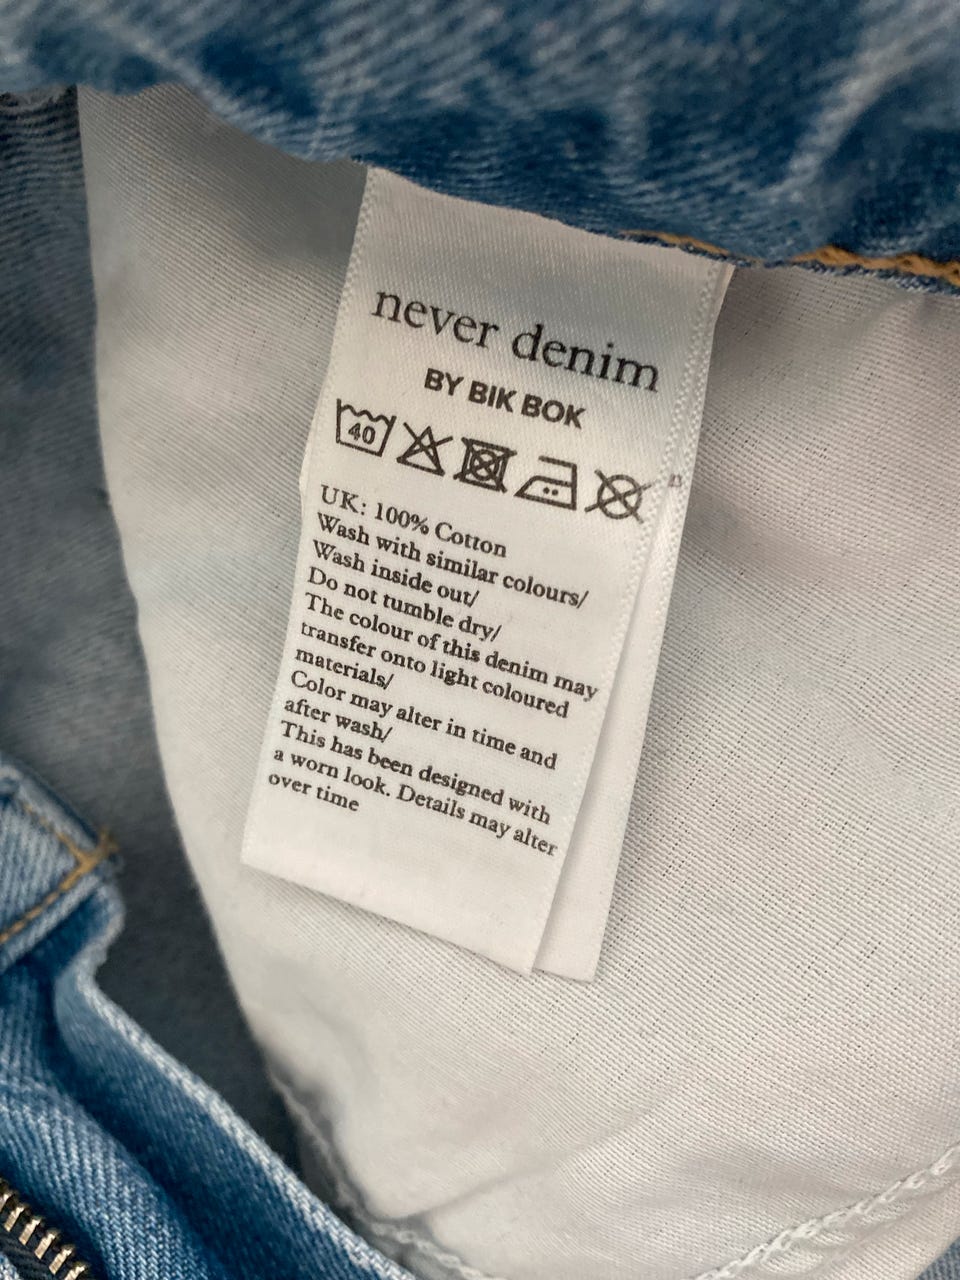 never denim
BY BIK BOK
40
UK: 100% Cotton
Wash with similar colours/
Wash inside out/
Do not tumble dry/
The colour of this denim may
transfer onto light coloured
materials/
Color may alter in time and
after wash/
This has been designed with
a worn look. Details may alter
over time